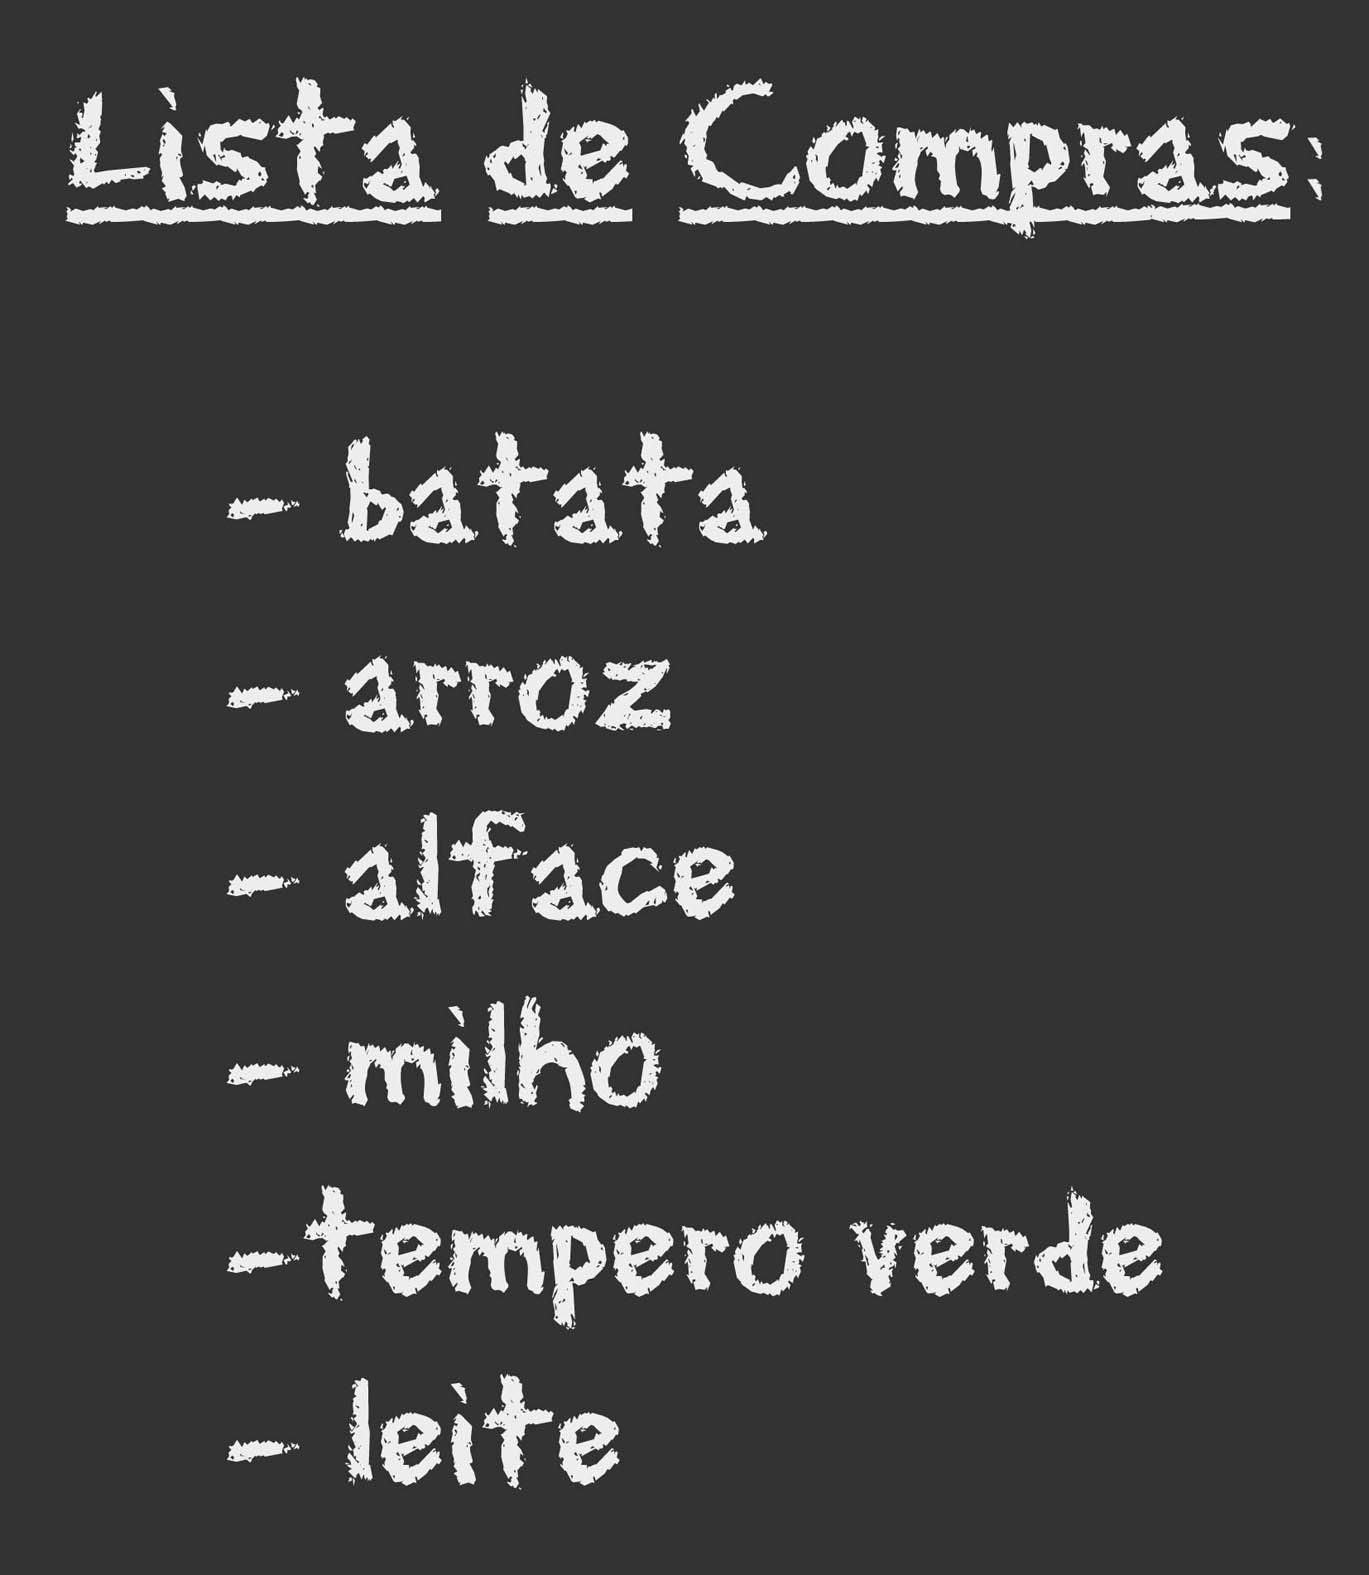 Lista de Compras:
- batata
- arroz
- alface
- milho
-tempero verde
- leite